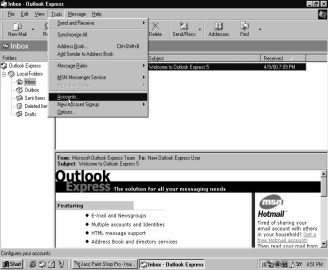 Inbox - Outlook Express
File Edit View Tools Message Help
New Mail
Send and Receive
Synchronize All
Address Book... Ctrl+Shift+B
Add Sender to Address Book
Message Rules
MSN Messenger Service
Accounts...
New Account Signup
Options...
Delete
Send/Recv
Addresses
Find
Inbox
Folders
Outlook Express
Local Folders
Inbox
Outbox
Sent Items
Deleted Item
Drafts
Subject
Received
Welcome to Outlook Express 5
4/9/00 7:09 PM
From: Microsoft Outlook Express Team To: New Outlook Express User
Subject: Welcome to Outlook Express 5
Outlook
Express The solution for all your messaging needs
Featuring
E-mail and Newsgroups
Multiple accounts and Identities
HTML message support
Address Book and directory services
msn
Hotmail
Tired of sharing your
email account with others
in your household? Get a
free Hotmail account!
Then read your mail from
Configures your accounts
Start
Jasc Paint Shop Pro - Ima...
Inbox - Outlook Express
4:51 PM